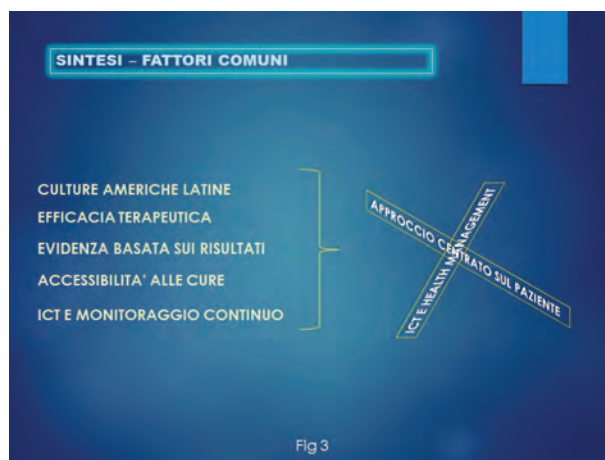 SINTESI – FATTORI COMUNI
CULTURE AMERICHE LATINE
EFFICACIA TERAPEUTICA
EVIDENZA BASATA SUI RISULTATI
ACCESSIBILITA' ALLE CURE
ICT E MONITORAGGIO CONTINUO
APPROCCIO CENTRATO SUL PAZIENTE
ICT E HEALTH MANAGEMENT
Fig 3